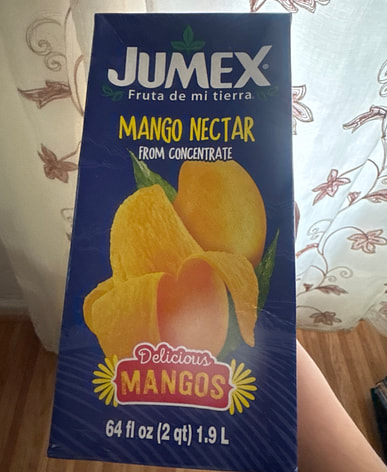 JUMEX®
Fruta de mi tierra
MANGO NECTAR
FROM CONCENTRATE
Delicious
MANGOS
64 fl oz (2 qt) 1.9 L